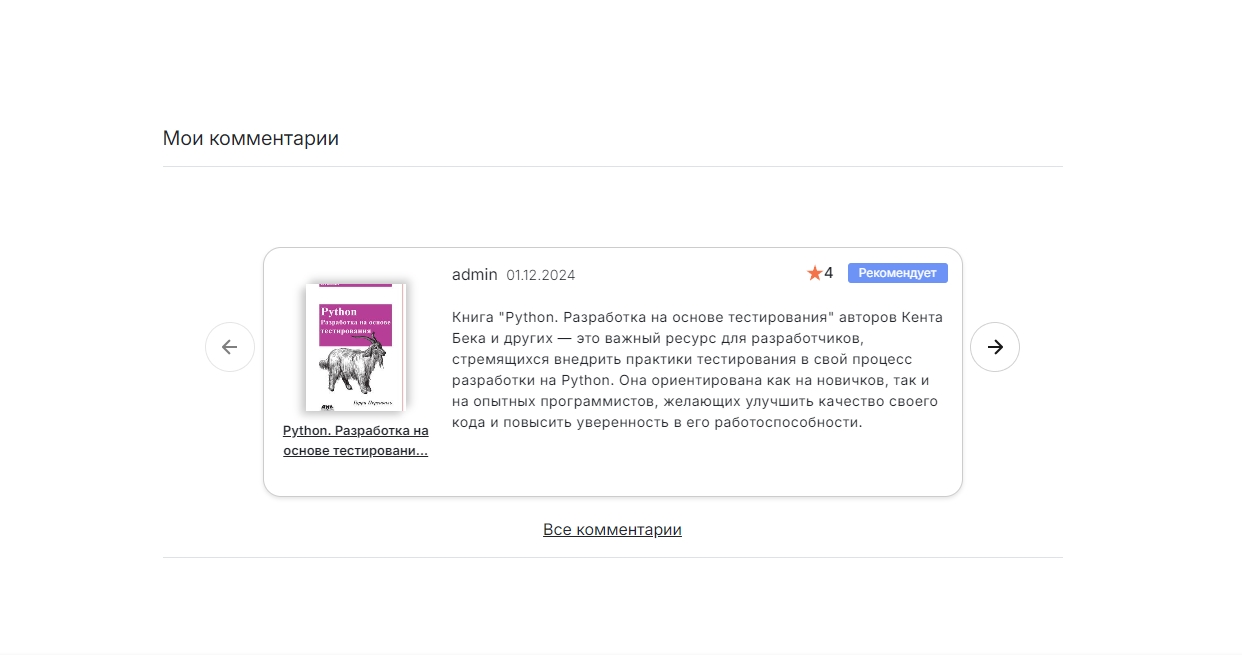 Мои комментарии
admin 01.12.2024
4
Рекомендует
Python
Разработка на основе
тестирования
Python. Разработка на
основе тестировани...
Книга "Python. Разработка на основе тестирования" авторов Кента
Бека и других — это важный ресурс для разработчиков,
стремящихся внедрить практики тестирования в свой процесс
разработки на Python. Она ориентирована как на новичков, так и
на опытных программистов, желающих улучшить качество своего
кода и повысить уверенность в его работоспособности.
Все комментарии